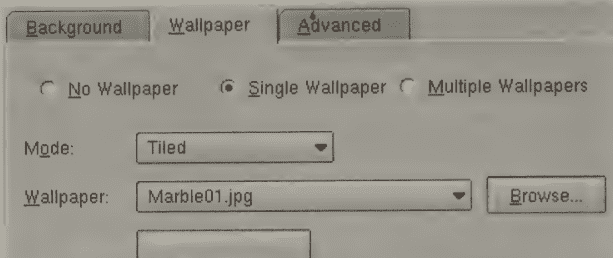 Background Wallpaper Advanced
No Wallpaper Single Wallpaper Multiple Wallpapers
Mode: Tiled
Wallpaper: Marble01.jpg Browse...